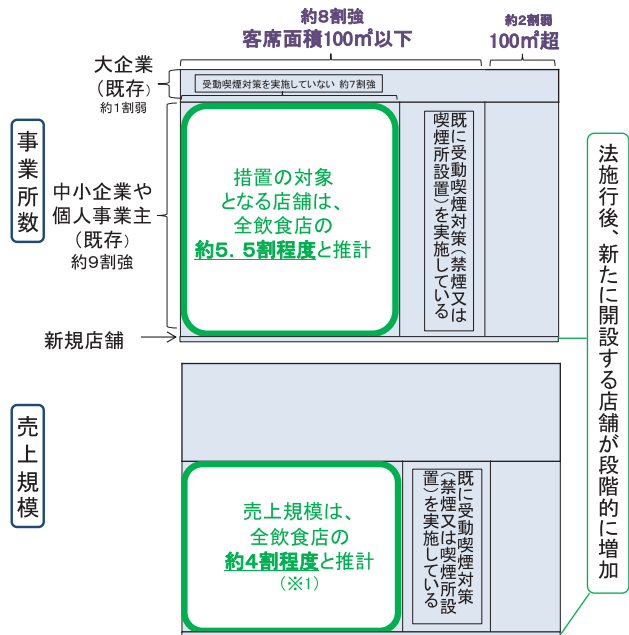 約8割強
客席面積100㎡以下
約2割弱
100㎡超
大企業
(既存)
約1割弱
受動喫煙対策を実施していない 約7割強
事業所数
中小企業や
個人事業主
(既存)
約9割強
措置の対象
となる店舗は、
全飲食店の
約5.5割程度と推計
既に受動喫煙対策(禁煙又は
喫煙所設置)を実施している
新規店舗
法施行後、新たに開設する店舗が段階的に増加
売上規模
売上規模は、
全飲食店の
約4割程度と推計
(※1)
既に受動喫煙対策
(禁煙又は喫煙所設
置)を実施している